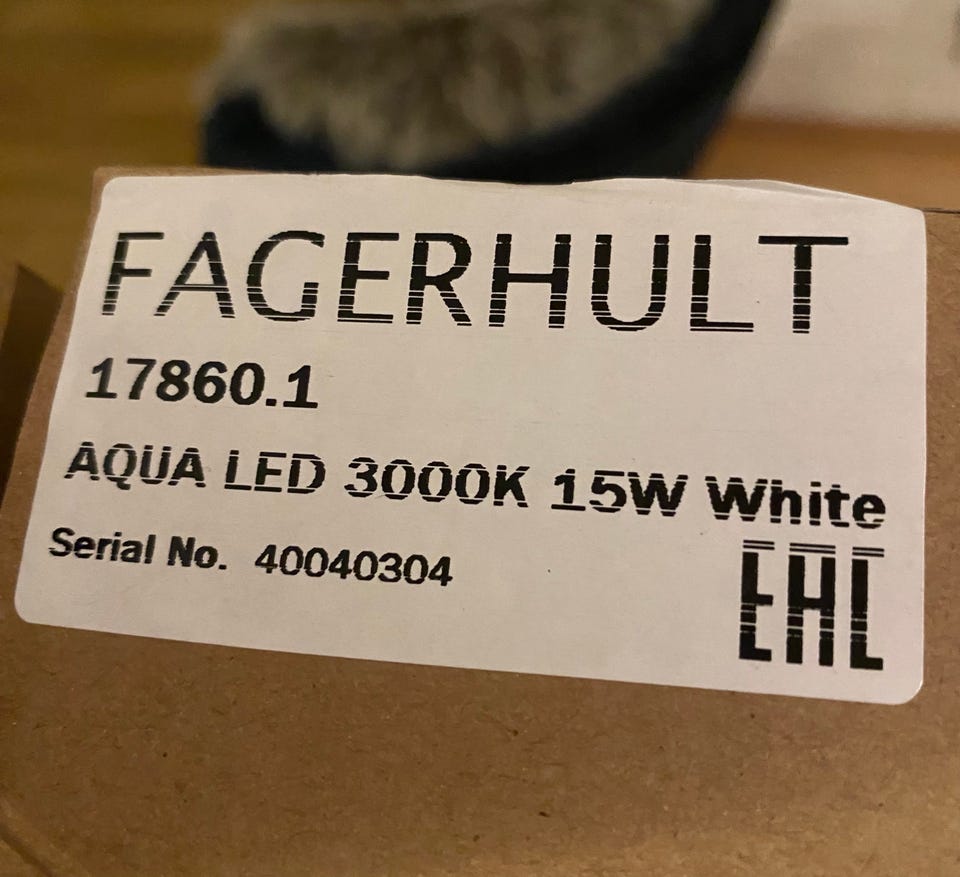 FAGERHULT
17860.1
AQUA LED 3000K 15W White
Serial No. 40040304
EAC